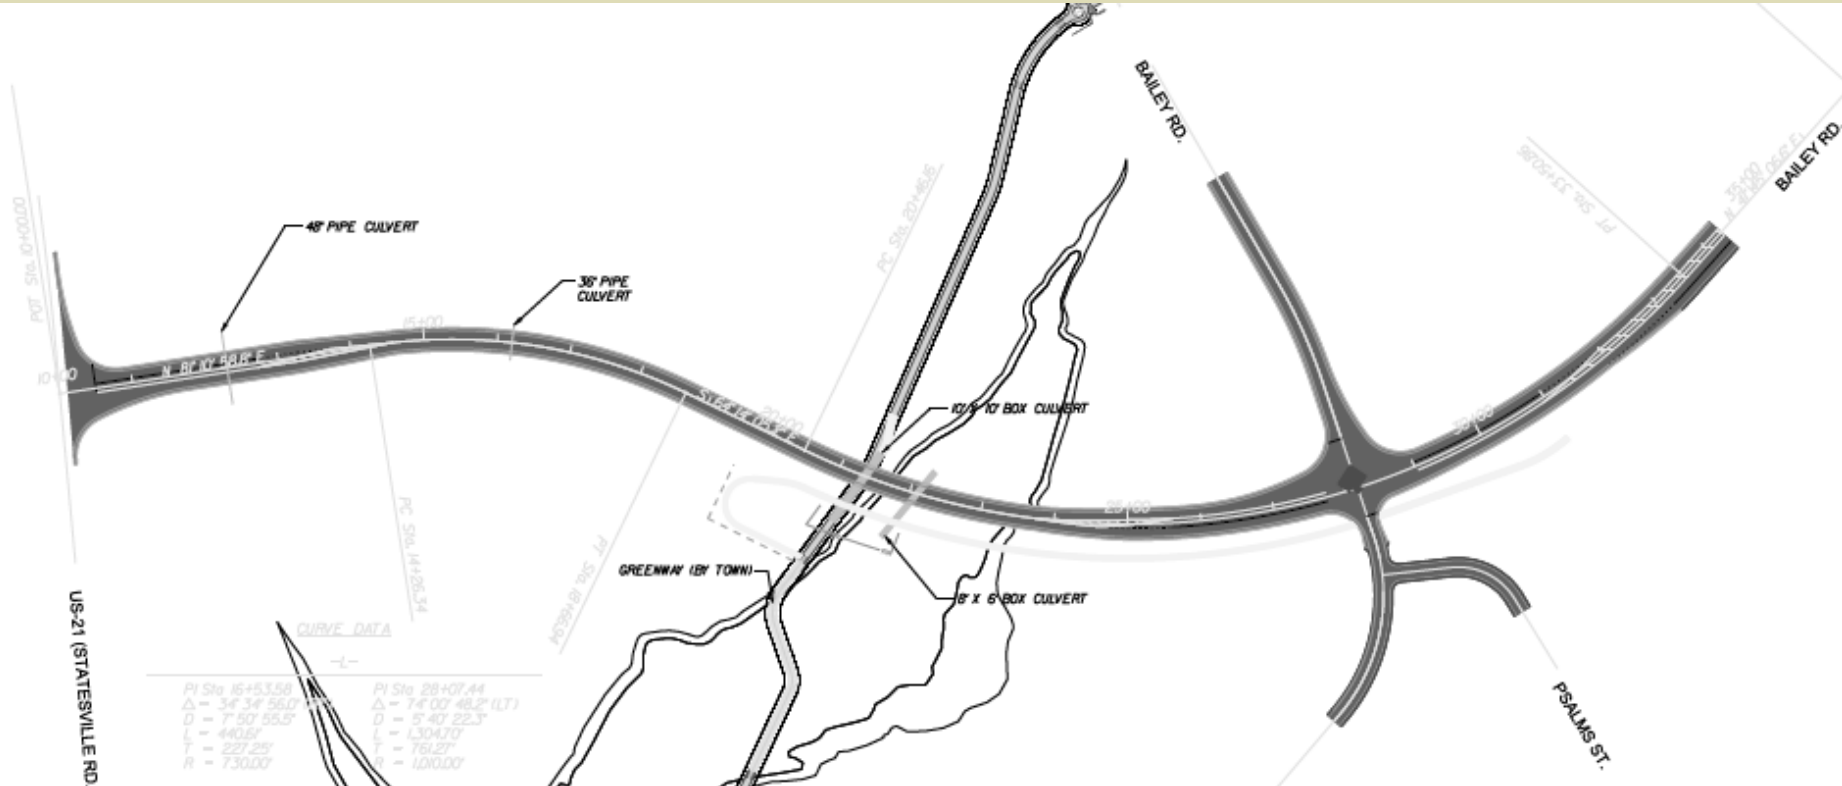 BAILEY RD.
BAILEY RD.
PT Sta. 33+50.86
35+00
POT Sta. 10+00.00
PC Sta. 20+46.16
48" PIPE CULVERT
36" PIPE
CULVERT
15+00
10+00
N 81° 10' 58.8" E
20+00
10' X 10' BOX CULVERT
30+00
25+00
PC Sta. 14+26.34
PT Sta. 18+66.94
GREENWAY (BY TOWN)
8' X 6' BOX CULVERT
US-21 (STATESVILLE RD.
PSALMS ST.
CURVE DATA
-L-
PI Sta 16+53.58
Δ = 34° 34' 56.0"
D = 7° 50' 55.5"
L = 440.61'
T = 227.25'
R = 730.00'
PI Sta 28+07.44
Δ = 74° 00' 48.2" (LT)
D = 5° 40' 22.3"
L = 1,304.70'
T = 761.27'
R = 1,010.00'